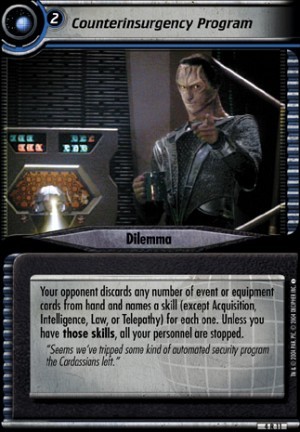 2 Counterinsurgency Program
Dilemma
Your opponent discards any number of event or equipment
cards from hand and names a skill (except Acquisition,
Intelligence, Law, or Telepathy) for each one. Unless you
have those skills, all your personnel are stopped.
"Seems we've tripped some kind of automated security program
the Cardassians left."